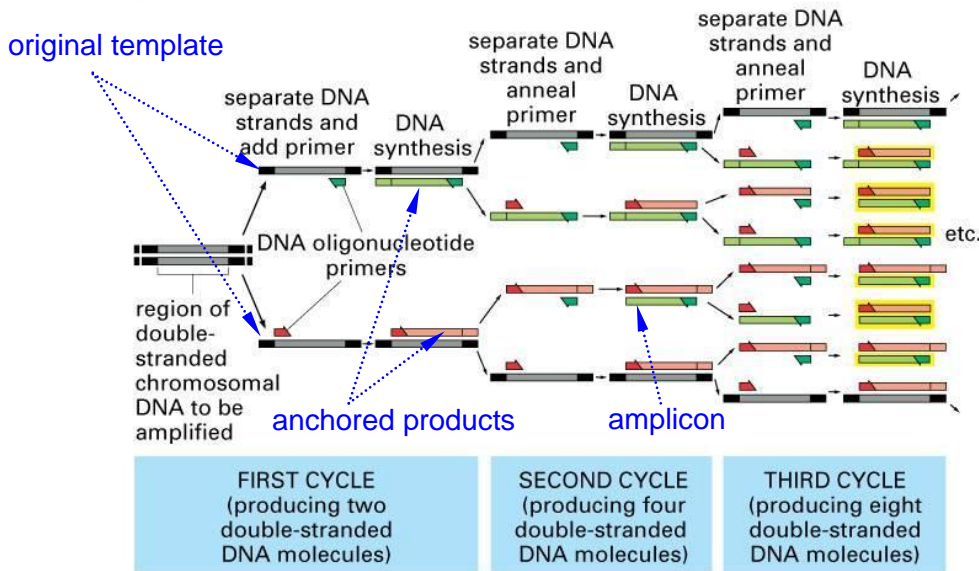 original template
separate DNA
strands and
add primer
DNA
synthesis
separate DNA
strands and
anneal
primer
DNA
synthesis
separate DNA
strands and
anneal
primer
DNA
synthesis
DNA oligonucleotide
primers
etc.
region of
double-
stranded
chromosomal
DNA to be
amplified
anchored products
amplicon
FIRST CYCLE
(producing two
double-stranded
DNA molecules)
SECOND CYCLE
(producing four
double-stranded
DNA molecules)
THIRD CYCLE
(producing eight
double-stranded
DNA molecules)